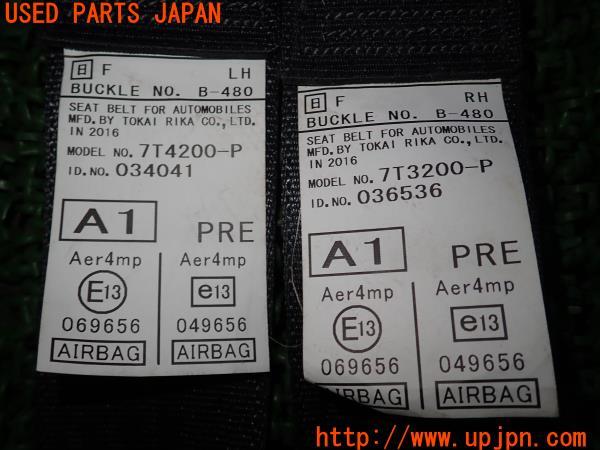 USED PARTS JAPAN
日 F LH
BUCKLE NO. B-480
SEAT BELT FOR AUTOMOBILES
MFD.BY TOKAI RIKA CO.,LTD.
IN 2016
MODEL NO. 7T4200-P
ID.NO. 034041
A1 PRE
Aer4mp Aer4mp
E13 e13
069656 049656
AIRBAG AIRBAG
日 F RH
BUCKLE NO. B-480
SEAT BELT FOR AUTOMOBILES
MFD.BY TOKAI RIKA CO.,LTD.
IN 2016
MODEL NO. 7T3200-P
ID.NO. 036536
A1 PRE
Aer4mp Aer4mp
E13 e13
069656 049656
AIRBAG AIRBAG
http://www.upjpn.com/